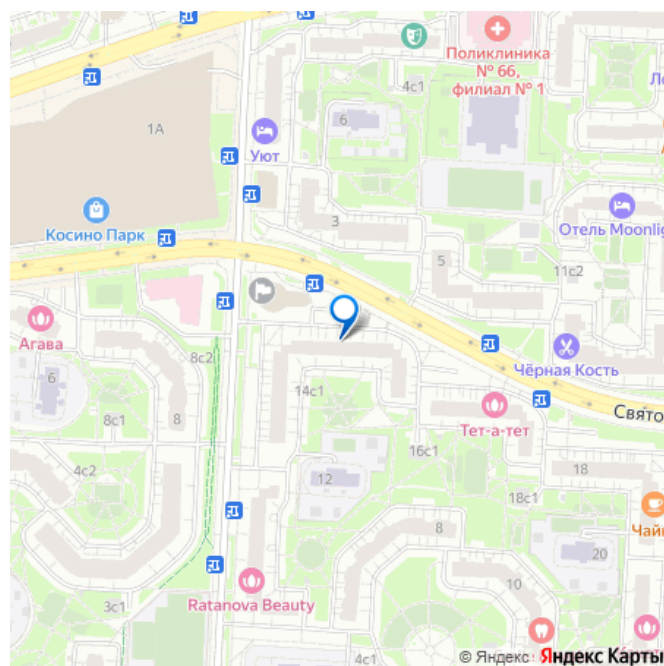 Поликлиника
№ 66,
филиал № 1
4с1
6
1А
Уют
Косино Парк
3
Отель Moonlig
5
11с2
Агава
8с2
Чёрная Кость
6
8с1
8
14с1
Тет-а-тет
Свято
16с1
4с2
12
18
18с1
Чай
8
20
10
Ratanova Beauty
3с1
4с1
© Яндекс
Яндекс Карты